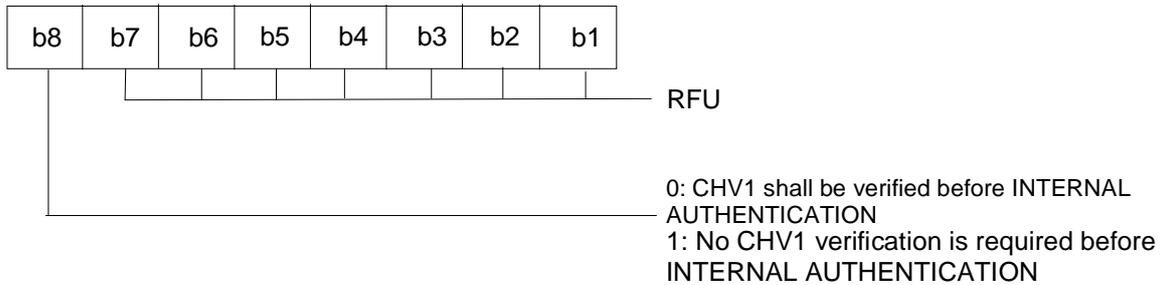 b8 b7 b6 b5 b4 b3 b2 b1
RFU
0: CHV1 shall be verified before INTERNAL
AUTHENTICATION
1: No CHV1 verification is required before
INTERNAL AUTHENTICATION